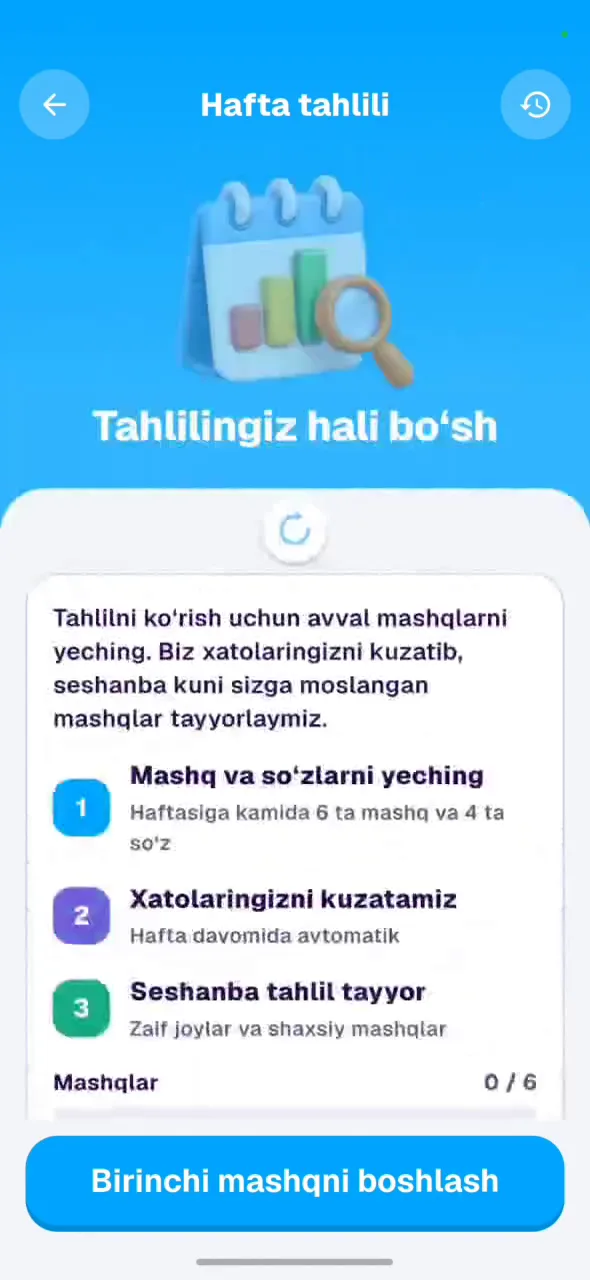 Hafta tahlili
Tahlilingiz hali bo‘sh
Tahlilni ko‘rish uchun avval mashqlarni
yeching. Biz xatolaringizni kuzatib,
seshanba kuni sizga moslangan
mashqlar tayyorlaymiz.
1
Mashq va so‘zlarni yeching
Haftasiga kamida 6 ta mashq va 4 ta
so‘z
2
Xatolaringizni kuzatamiz
Hafta davomida avtomatik
3
Seshanba tahlil tayyor
Zaif joylar va shaxsiy mashqlar
Mashqlar 0 / 6
Birinchi mashqni boshlash